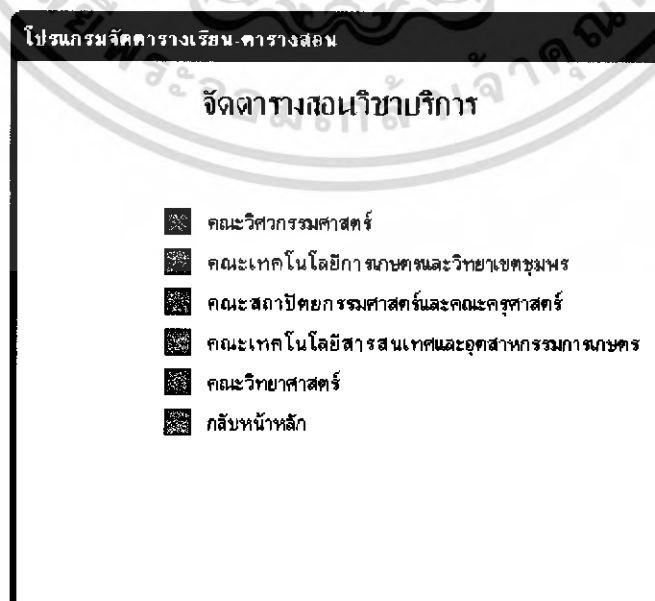 โปรแกรมจัดตารางเรียน-ตารางสอน
จัดตารางสอนวิชาบริการ
คณะวิศวกรรมศาสตร์
คณะเทคโนโลยีการเกษตรและวิทยาเขตชุมพร
คณะสถาปัตยกรรมศาสตร์และคณะครุศาสตร์
คณะเทคโนโลยีสารสนเทศและอุตสาหกรรมการเกษตร
คณะวิทยาศาสตร์
กลับหน้าหลัก